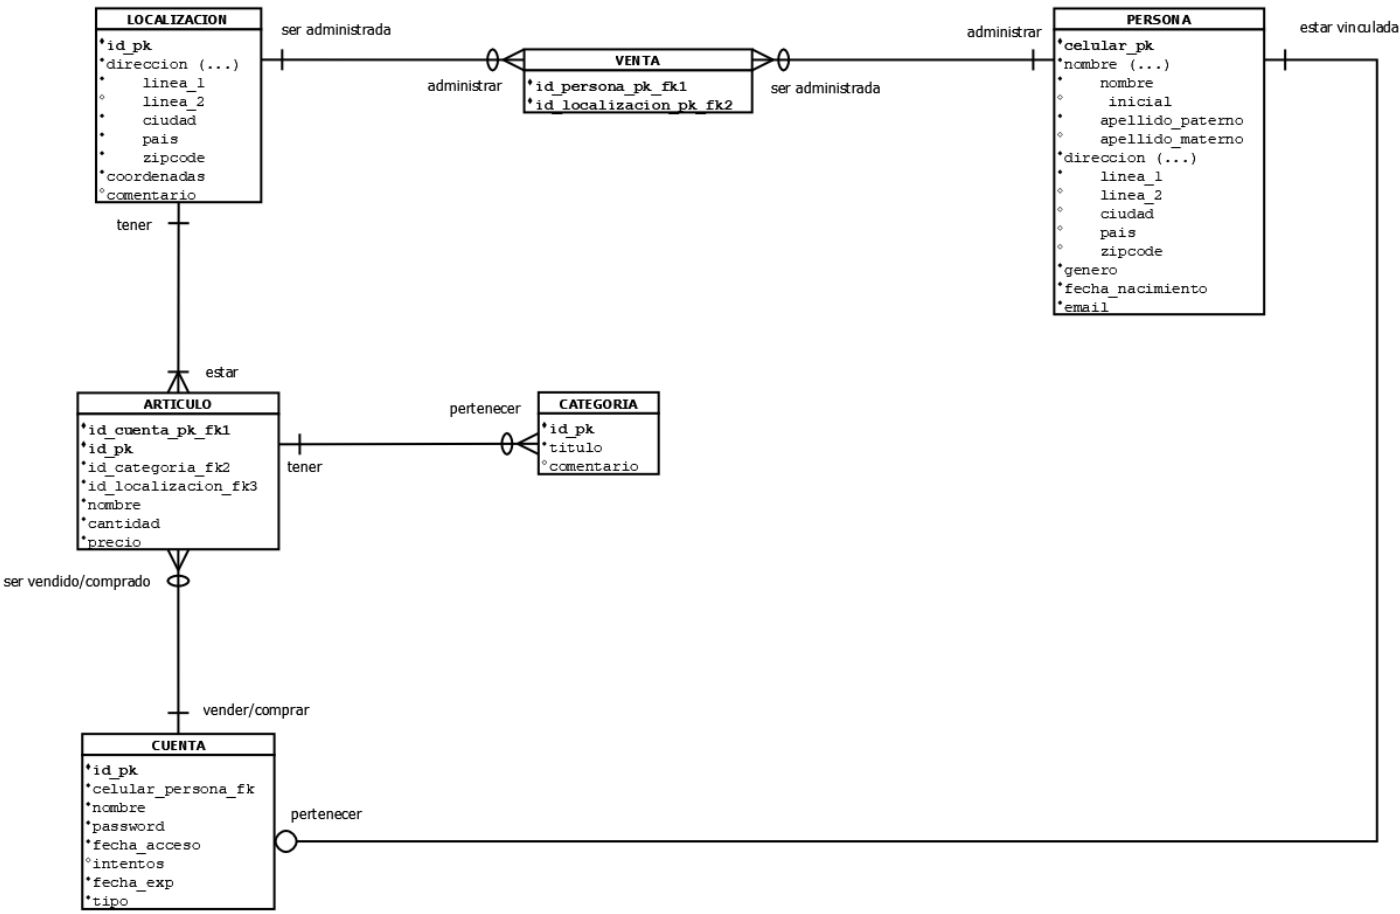 LOCALIZACION
id_pk
direccion (...)
linea_1
linea_2
ciudad
pais
zipcode
coordenadas
comentario
ser administrada
administrar
VENTA
id_persona_pk_fk1
id_localizacion_pk_fk2
administrar
ser administrada
PERSONA
celular_pk
nombre (...)
nombre
inicial
apellido_paterno
apellido_materno
direccion (...)
linea_1
linea_2
ciudad
pais
zipcode
genero
fecha_nacimiento
email
estar vinculada
tener
estar
ARTICULO
id_cuenta_pk_fk1
id_pk
id_categoria_fk2
id_localizacion_fk3
nombre
cantidad
precio
tener
pertenecer
CATEGORIA
id_pk
titulo
comentario
ser vendido/comprado
vender/comprar
CUENTA
id_pk
celular_persona_fk
nombre
password
fecha_acceso
intentos
fecha_exp
tipo
pertenecer